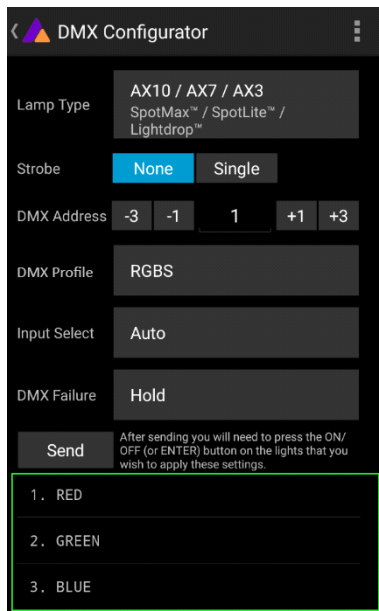 DMX Configurator
Lamp Type
AX10 / AX7 / AX3
SpotMax™ / SpotLite™ /
Lightdrop™
Strobe
None Single
DMX Address -3 -1 1 +1 +3
DMX Profile RGBS
Input Select Auto
DMX Failure Hold
Send
After sending you will need to press the ON/
OFF (or ENTER) button on the lights that you
wish to apply these settings.
1. RED
2. GREEN
3. BLUE